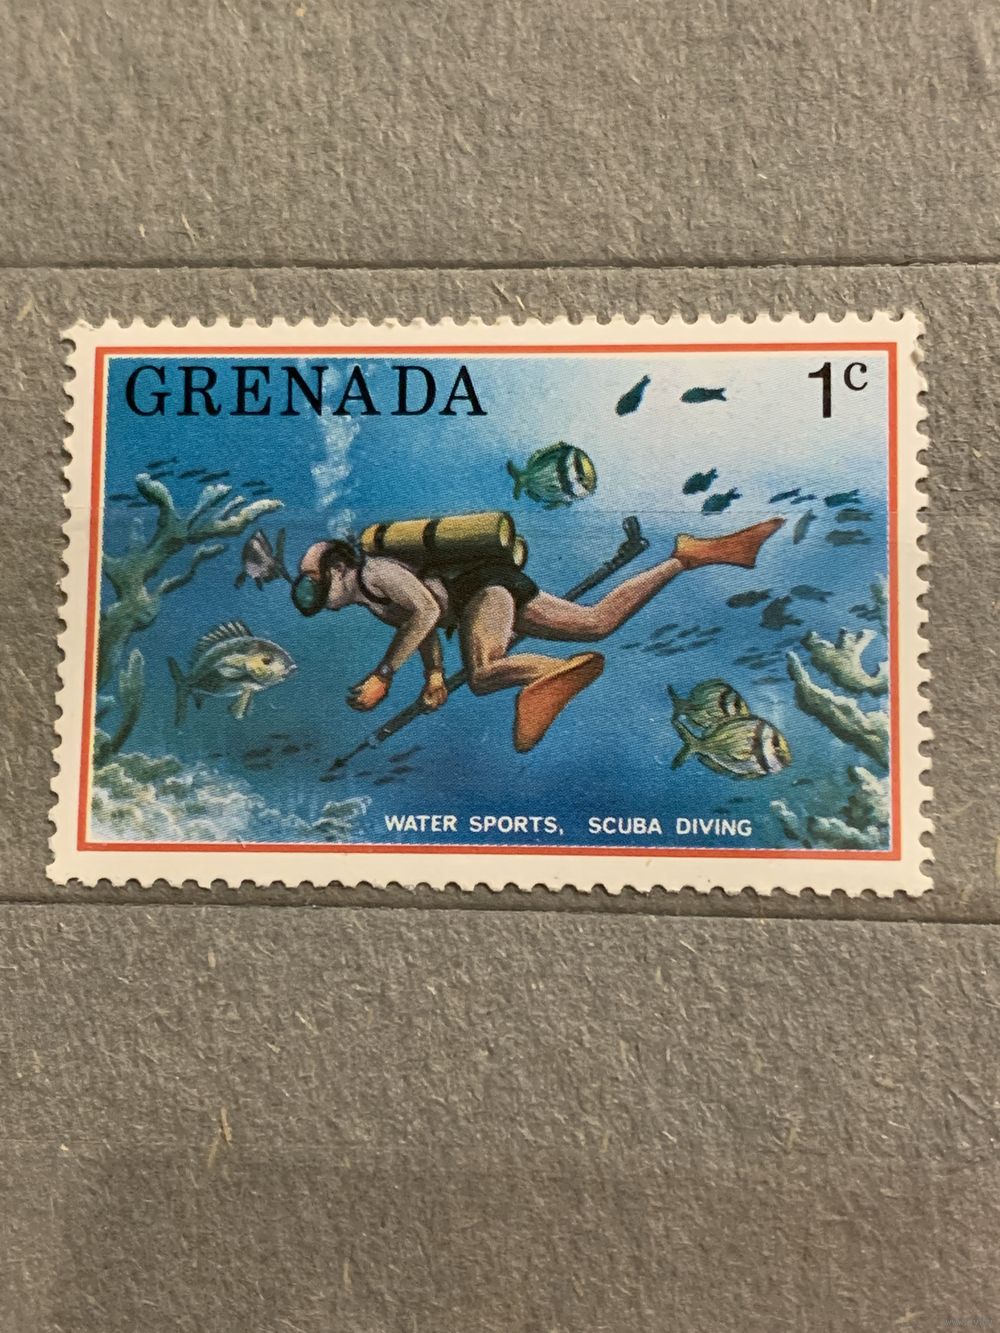 GRENADA 1c
WATER SPORTS, SCUBA DIVING